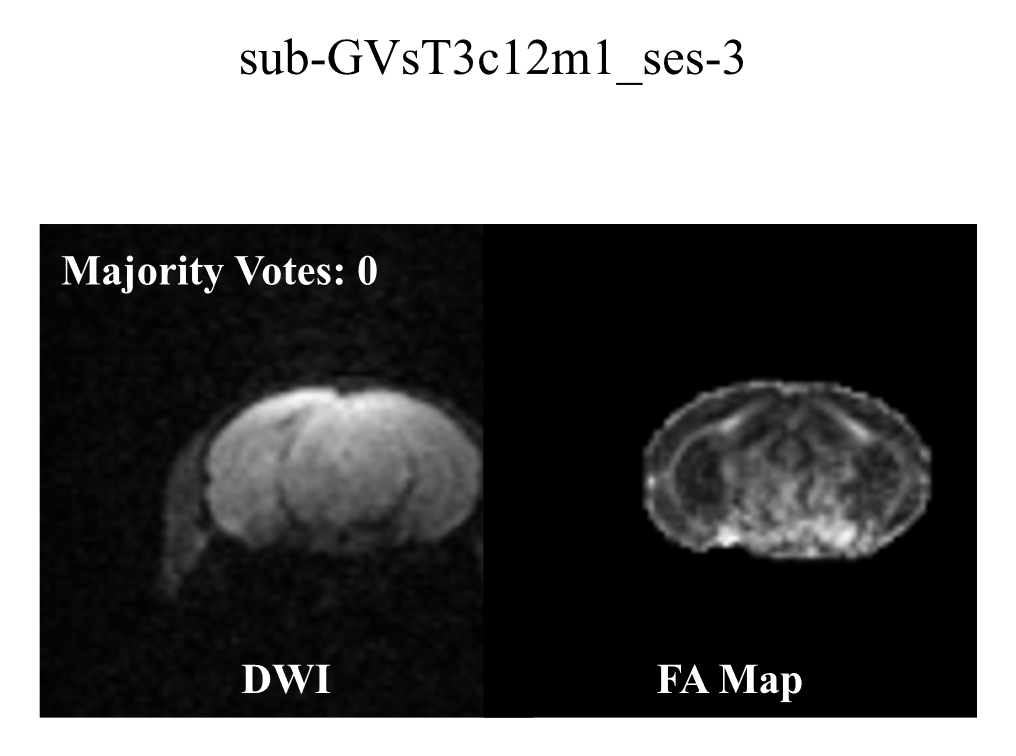 sub-GVsT3c12m1_ses-3
Majority Votes: 0
DWI
FA Map